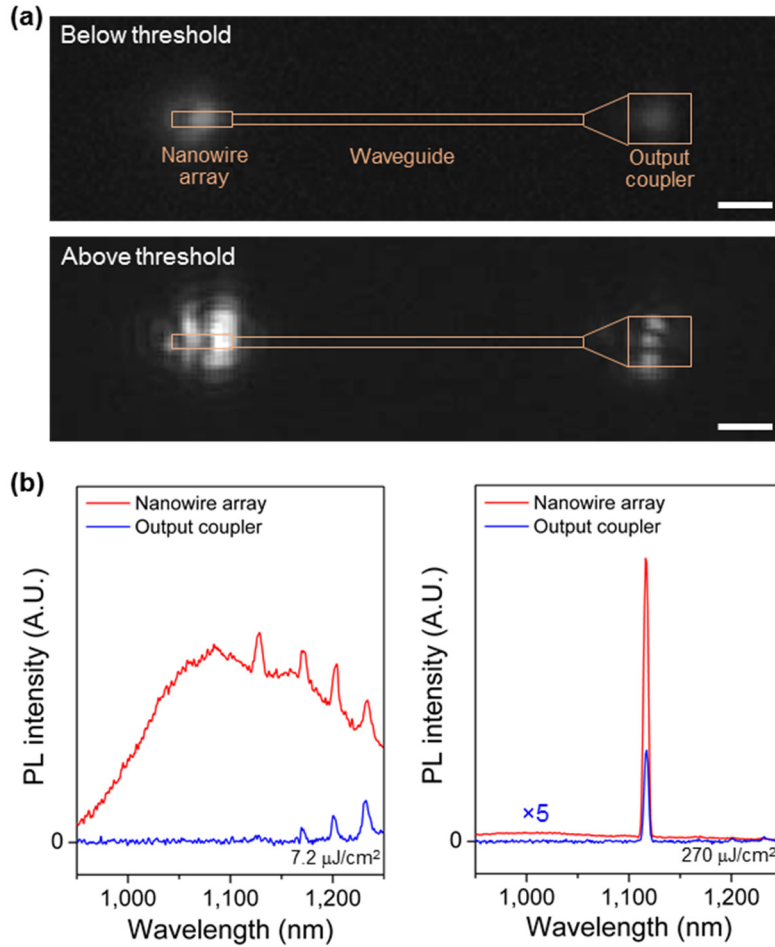 (a)
Below threshold
Nanowire
array
Waveguide
Output
coupler
Above threshold
(b)
Nanowire array
Output coupler
PL intensity (A.U.)
0
7.2 μJ/cm²
1,000
1,100
1,200
Wavelength (nm)
Nanowire array
Output coupler
PL intensity (A.U.)
×5
0
270 μJ/cm²
1,000
1,100
1,200
Wavelength (nm)